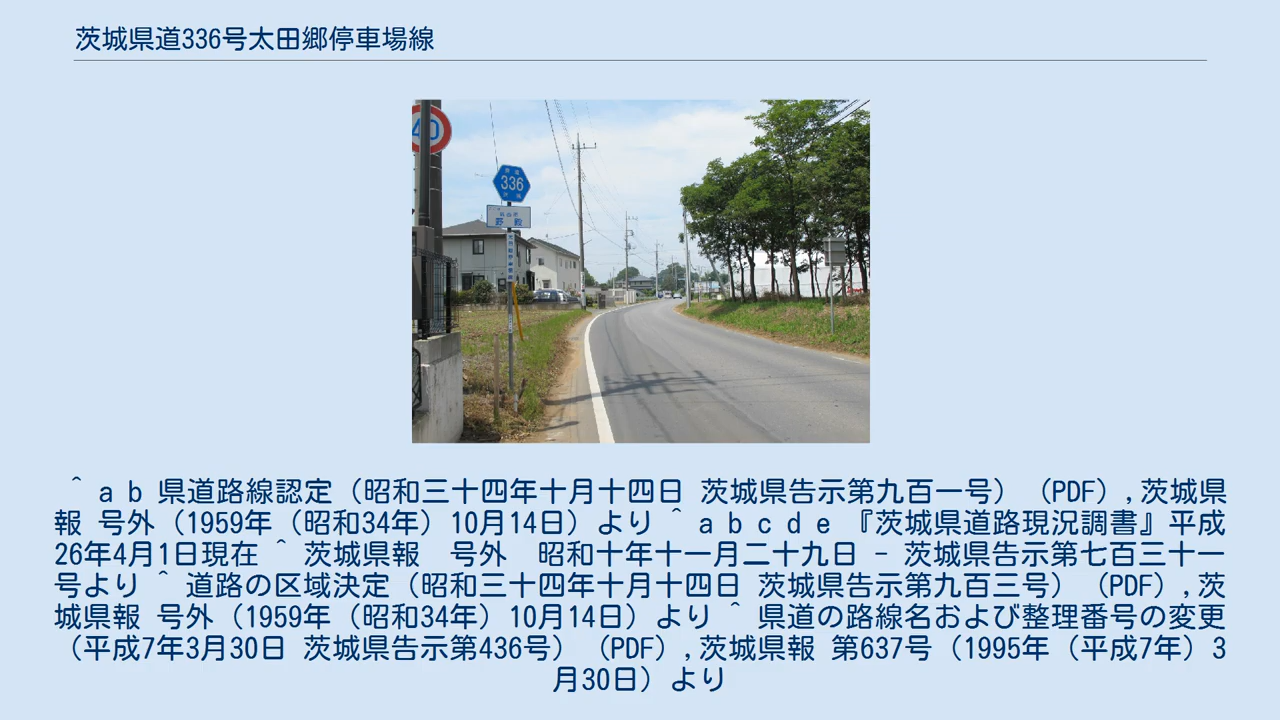 茨城県道336号太田郷停車場線
40
336
野殿
^ a b 県道路線認定（昭和三十四年十月十四日 茨城県告示第九百一号）（PDF）,茨城県
報 号外（1959年（昭和34年）10月14日）より ^ a b c d e 『茨城県道路現況調書』平成
26年4月1日現在 ^ 茨城県報　号外　昭和十年十一月二十九日 - 茨城県告示第七百三十一
号より ^ 道路の区域決定（昭和三十四年十月十四日 茨城県告示第九百三号）（PDF）,茨
城県報 号外（1959年（昭和34年）10月14日）より ^ 県道の路線名および整理番号の変更
（平成7年3月30日 茨城県告示第436号）（PDF）,茨城県報 第637号（1995年（平成7年）3
月30日）より